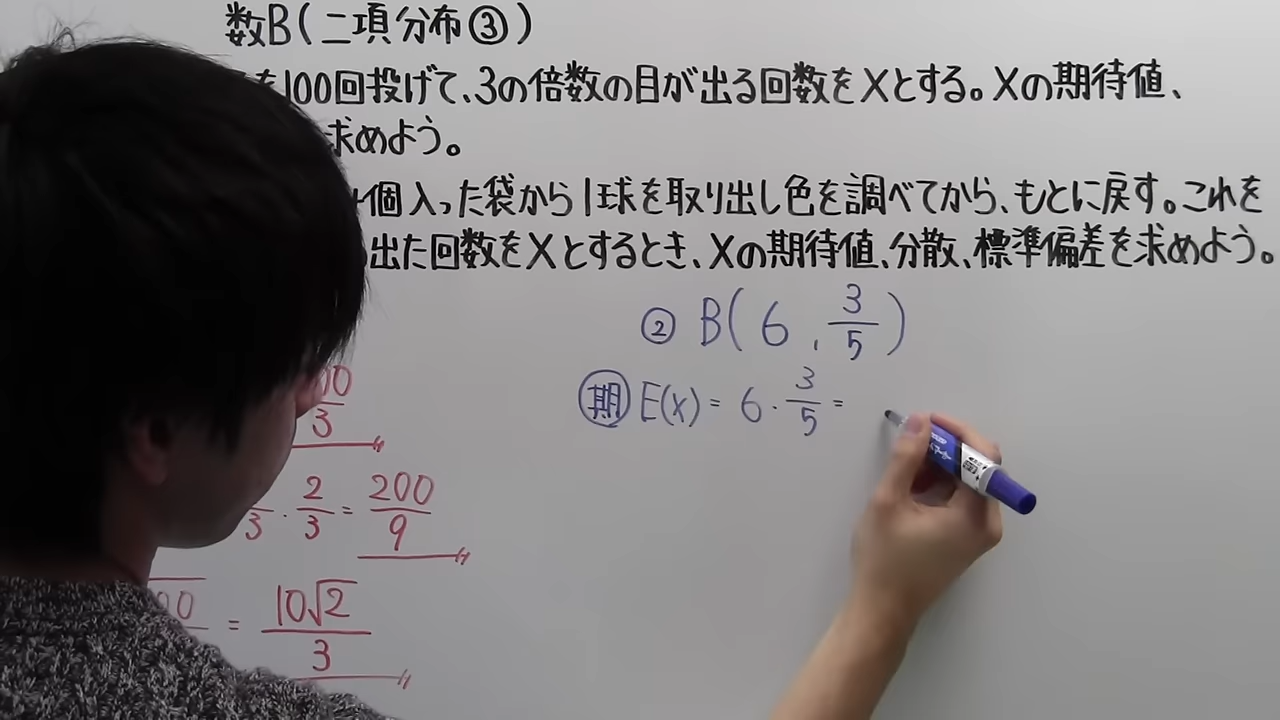 数B(二項分布③)
を100回投げて、3の倍数の目が出る回数をXとする。Xの期待値、
求めよう。
4個入った袋から1球を取り出し色を調べてから、もとに戻す。これを
出た回数をXとするとき、Xの期待値、分散、標準偏差を求めよう。
② B(6, 3/5)
期 E(X) = 6・3/5 =
00/3
/3・2/3 = 200/9
00 = 10√2/3